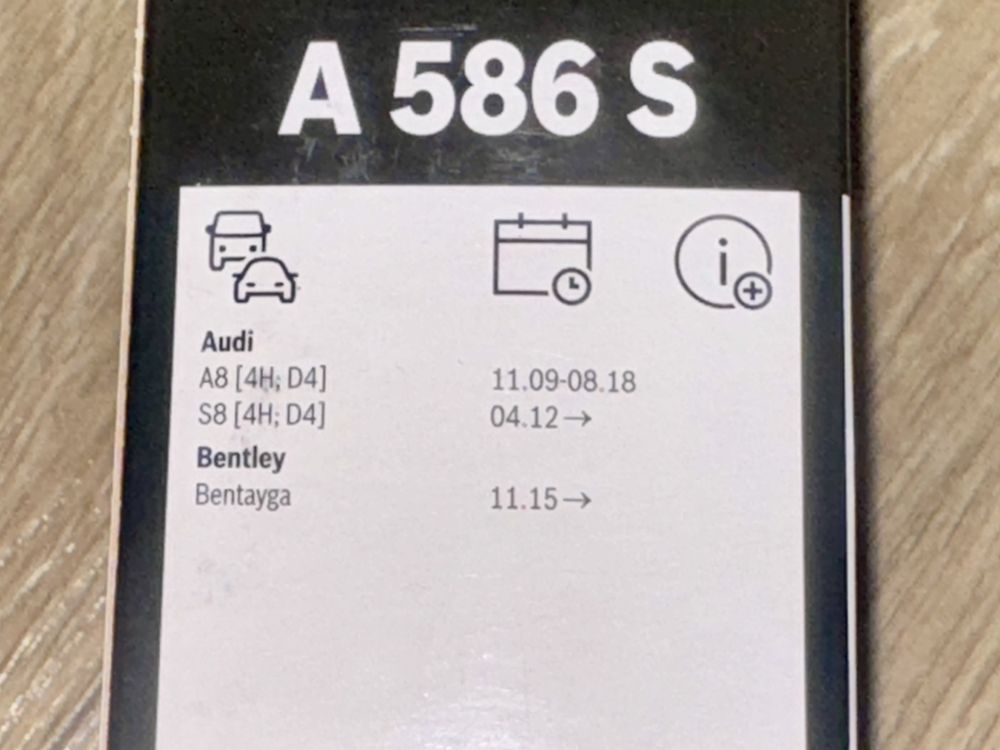 A 586 S
Audi
A8 [4H; D4] 11.09-08.18
S8 [4H; D4] 04.12→
Bentley
Bentayga 11.15→